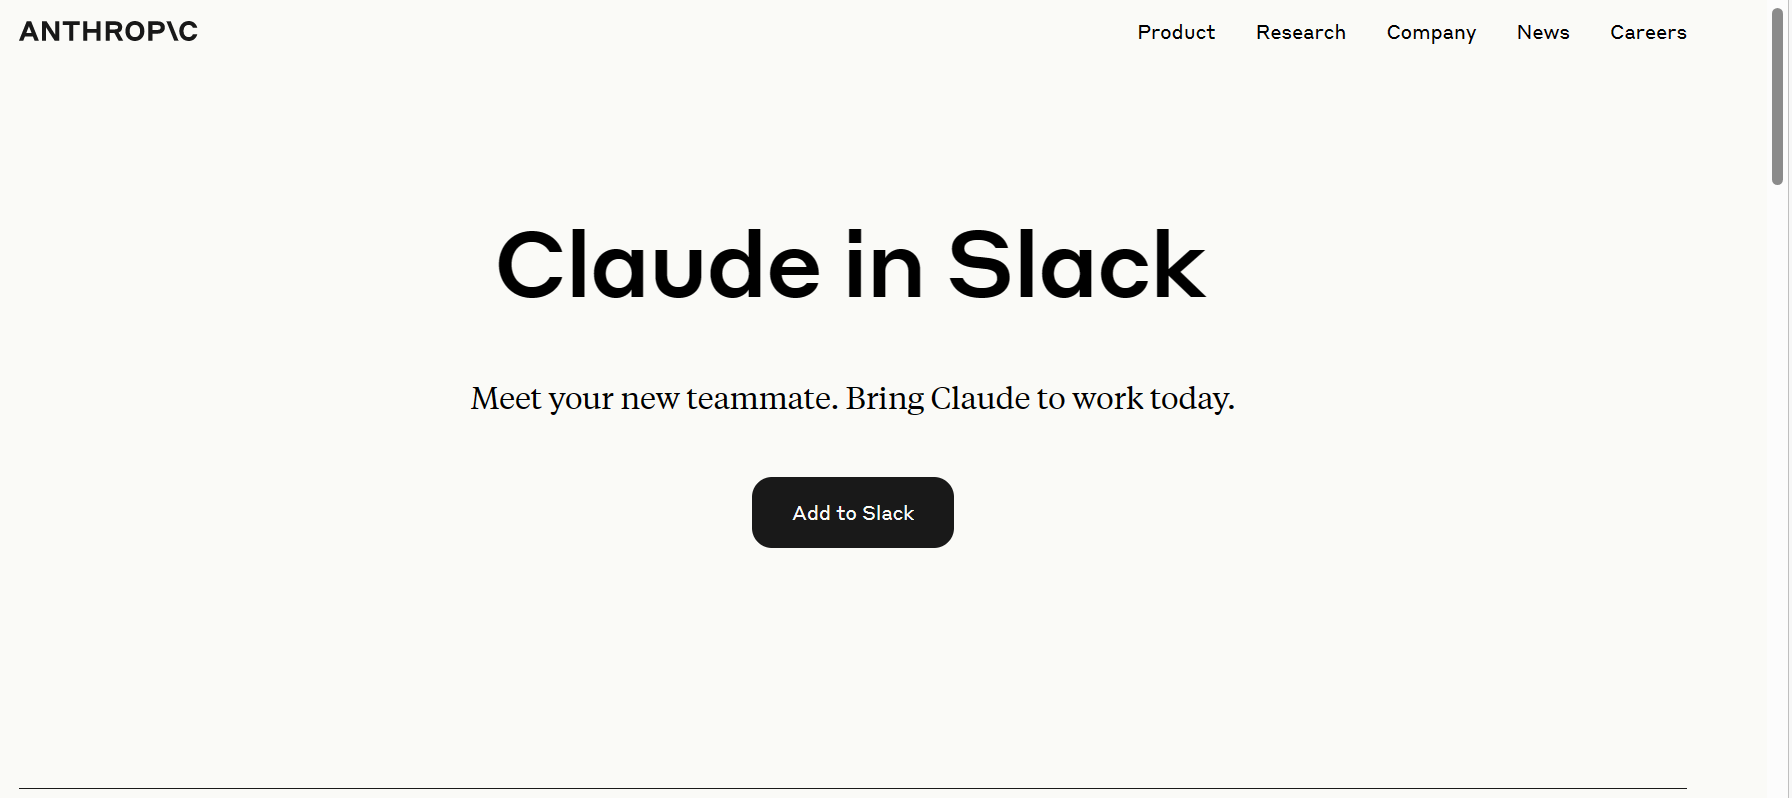 ANTHROP\C
Product Research Company News Careers
Claude in Slack
Meet your new teammate. Bring Claude to work today.
Add to Slack